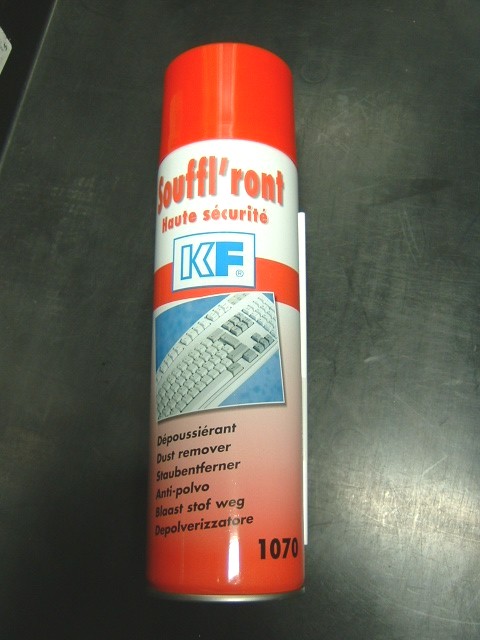 Souffl'ront
Haute sécurité
KF®
Dépoussiérant
Dust remover
Staubentferner
Anti-polvo
Blaast stof weg
Depolverizzatore
1070